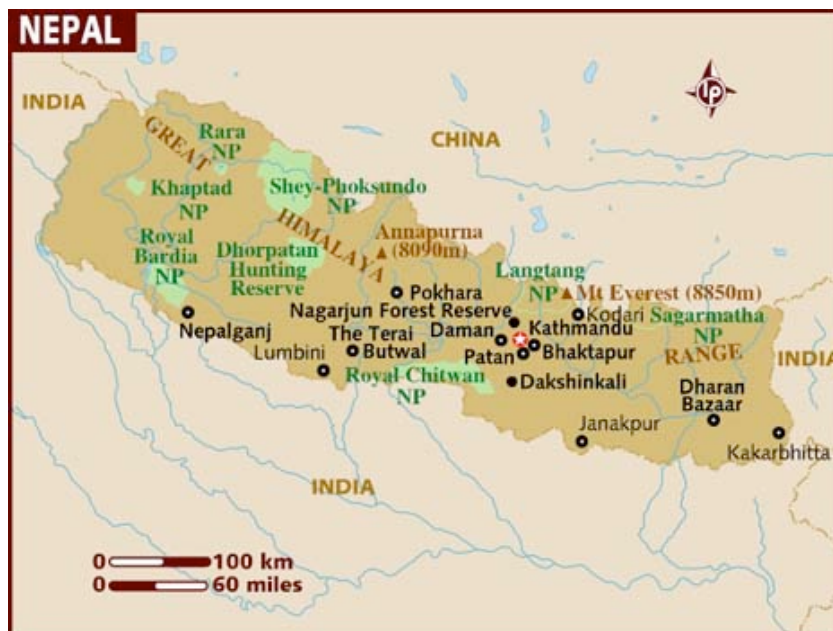 NEPAL
INDIA
CHINA
lp
GREAT
HIMALAYA
RANGE
Rara
NP
Khaptad
NP
Shey-Phoksundo
NP
Royal
Bardia
NP
Dhorpatan
Hunting
Reserve
Annapurna
(8090m)
Langtang
NP
Mt Everest (8850m)
Sagarmatha
NP
Pokhara
Nagarjun Forest Reserve
Kodari
Nepalganj
The Terai
Daman
Kathmandu
Lumbini
Butwal
Patan
Bhaktapur
INDIA
Royal Chitwan
NP
Dakshinkali
Dharan
Bazaar
Janakpur
Kakarbhitta
INDIA
0 100 km
0 60 miles